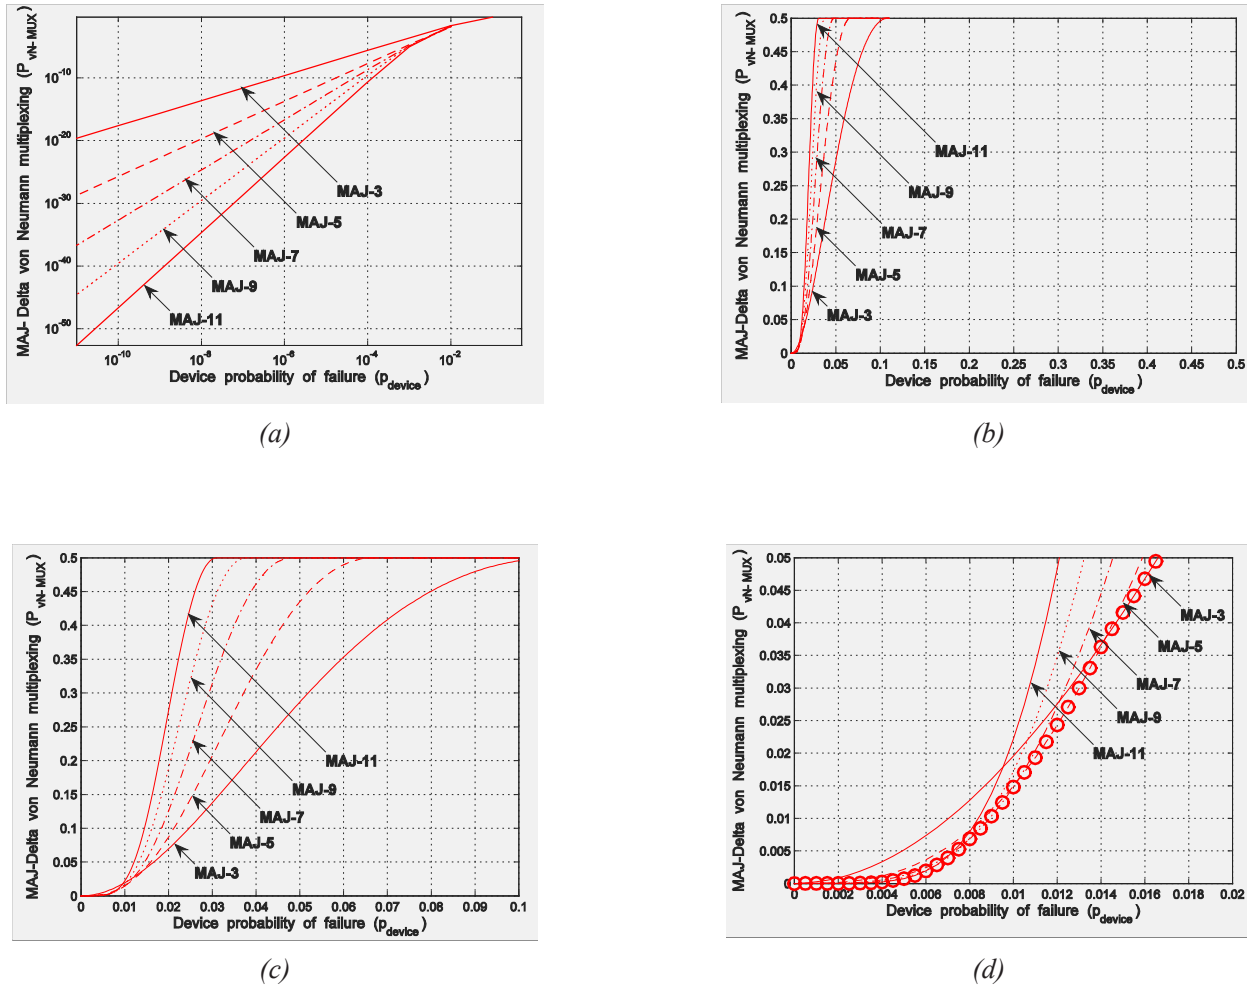 MAJ- Delta von Neumann multiplexing (P vN- MUX)
10^-10
10^-20
10^-30
10^-40
10^-50
MAJ-3
MAJ-5
MAJ-7
MAJ-9
MAJ-11
10^-10 10^-8 10^-6 10^-4 10^-2
Device probability of failure (p device)
(a)
MAJ-Delta von Neumann multiplexing (P vN- MUX)
0.5
0.45
0.4
0.35
0.3
0.25
0.2
0.15
0.1
0.05
0
MAJ-11
MAJ-9
MAJ-7
MAJ-5
MAJ-3
0 0.05 0.1 0.15 0.2 0.25 0.3 0.35 0.4 0.45 0.5
Device probability of failure (p device)
(b)
MAJ-Delta von Neumann multiplexing (P vN- MUX)
0.5
0.45
0.4
0.35
0.3
0.25
0.2
0.15
0.1
0.05
0
MAJ-11
MAJ-9
MAJ-7
MAJ-5
MAJ-3
0 0.01 0.02 0.03 0.04 0.05 0.06 0.07 0.08 0.09 0.1
Device probability of failure (p device)
(c)
MAJ-Delta von Neumann multiplexing (P vN- MUX)
0.05
0.045
0.04
0.035
0.03
0.025
0.02
0.015
0.01
0.005
0
MAJ-3
MAJ-5
MAJ-7
MAJ-9
MAJ-11
0 0.002 0.004 0.006 0.008 0.01 0.012 0.014 0.016 0.018 0.02
Device probability of failure (p device)
(d)